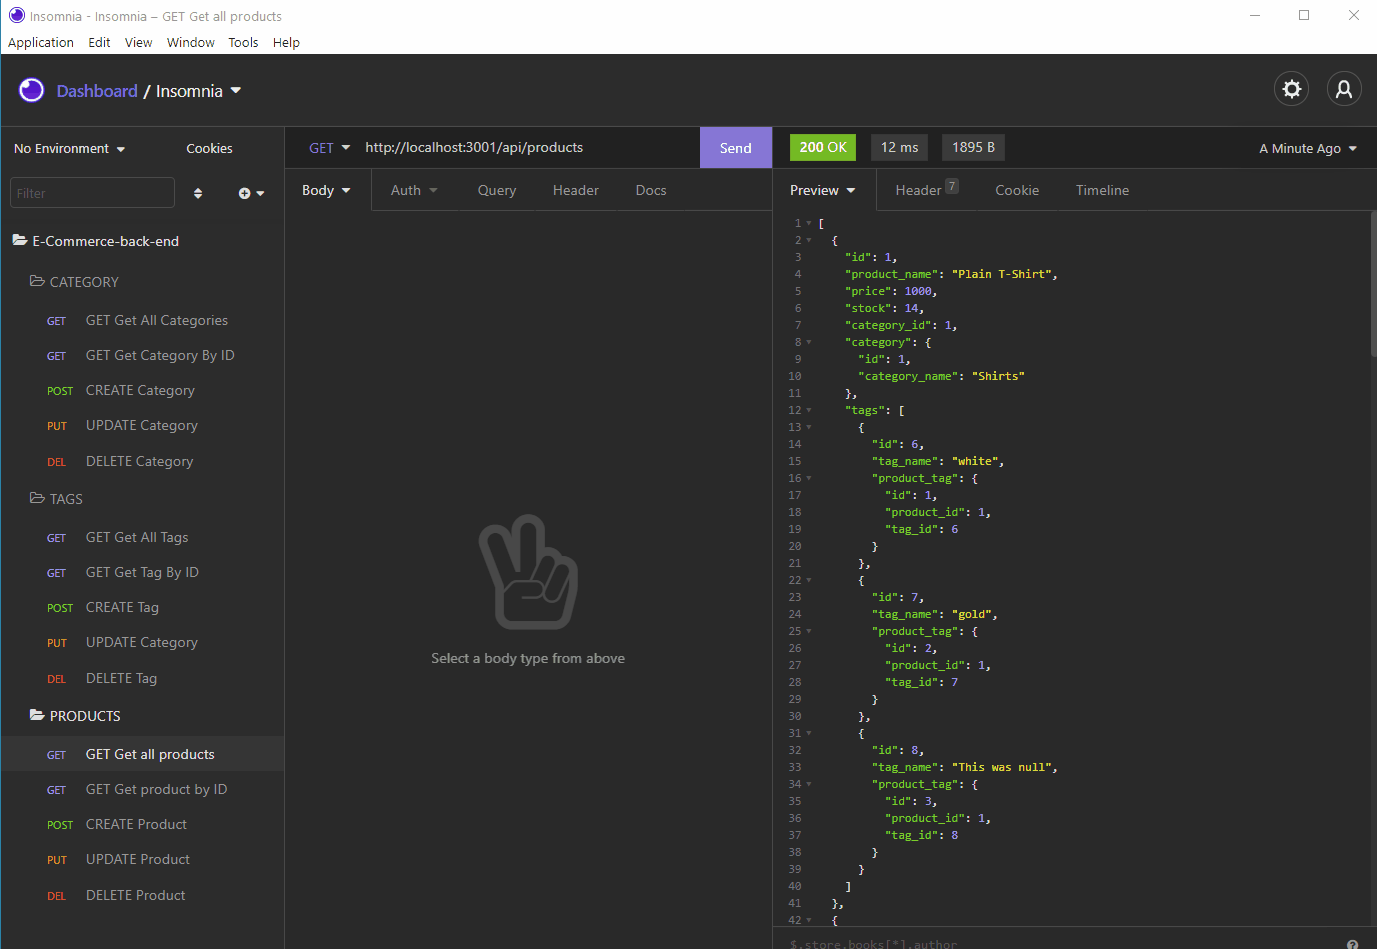 Insomnia - Insomnia – GET Get all products
Application Edit View Window Tools Help
Dashboard / Insomnia
No Environment Cookies
Filter
E-Commerce-back-end
CATEGORY
GET GET Get All Categories
GET GET Get Category By ID
POST CREATE Category
PUT UPDATE Category
DEL DELETE Category
TAGS
GET GET Get All Tags
GET GET Get Tag By ID
POST CREATE Tag
PUT UPDATE Category
DEL DELETE Tag
PRODUCTS
GET GET Get all products
GET GET Get product by ID
POST CREATE Product
PUT UPDATE Product
DEL DELETE Product
GET http://localhost:3001/api/products Send
Body Auth Query Header Docs
Select a body type from above
200 OK 12 ms 1895 B A Minute Ago
Preview Header 7 Cookie Timeline
1 [
2 {
3 "id": 1,
4 "product_name": "Plain T-Shirt",
5 "price": 1000,
6 "stock": 14,
7 "category_id": 1,
8 "category": {
9 "id": 1,
10 "category_name": "Shirts"
11 },
12 "tags": [
13 {
14 "id": 6,
15 "tag_name": "white",
16 "product_tag": {
17 "id": 1,
18 "product_id": 1,
19 "tag_id": 6
20 }
21 },
22 {
23 "id": 7,
24 "tag_name": "gold",
25 "product_tag": {
26 "id": 2,
27 "product_id": 1,
28 "tag_id": 7
29 }
30 },
31 {
32 "id": 8,
33 "tag_name": "This was null",
34 "product_tag": {
35 "id": 3,
36 "product_id": 1,
37 "tag_id": 8
38 }
39 }
40 ]
41 },
42 {
$.store.books[*].author